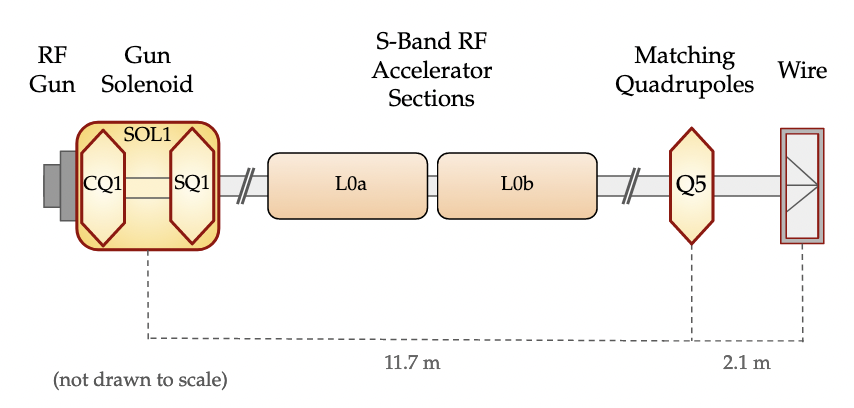 RF
Gun
Gun
Solenoid
S-Band RF
Accelerator
Sections
Matching
Quadrupoles
Wire
SOL1
CQ1
SQ1
L0a
L0b
Q5
11.7 m
2.1 m
(not drawn to scale)